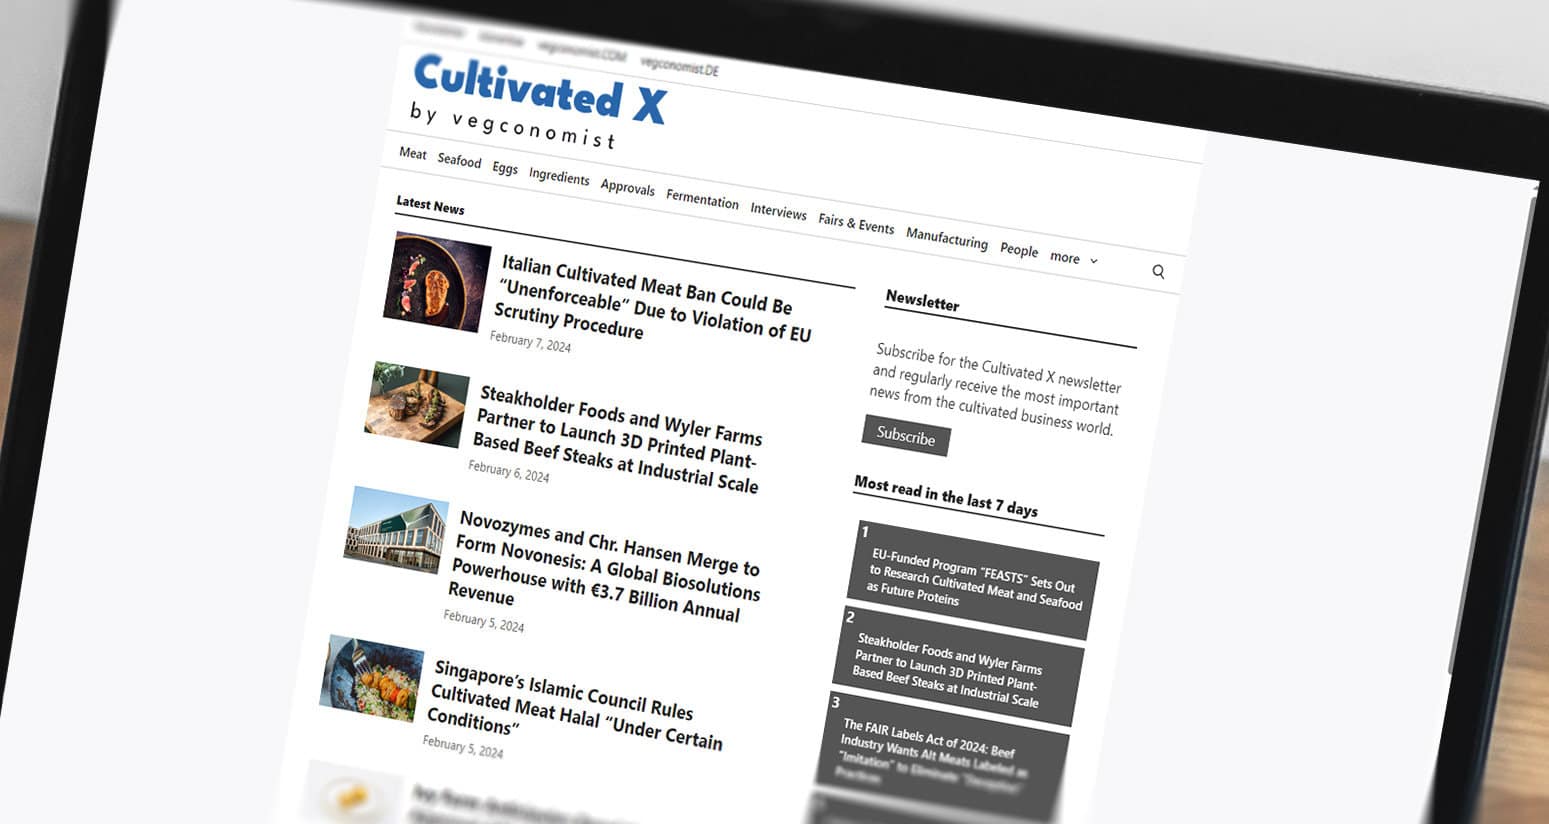 vegconomist.COM
vegconomist.DE
Cultivated X
by vegconomist
Meat Seafood Eggs Ingredients Approvals Fermentation Interviews Fairs & Events Manufacturing People more
Latest News
Italian Cultivated Meat Ban Could Be
“Unenforceable” Due to Violation of EU
Scrutiny Procedure
February 7, 2024
Steakholder Foods and Wyler Farms
Partner to Launch 3D Printed Plant-
Based Beef Steaks at Industrial Scale
February 6, 2024
Novozymes and Chr. Hansen Merge to
Form Novonesis: A Global Biosolutions
Powerhouse with €3.7 Billion Annual
Revenue
February 5, 2024
Singapore’s Islamic Council Rules
Cultivated Meat Halal “Under Certain
Conditions”
February 5, 2024
Newsletter
Subscribe for the Cultivated X newsletter
and regularly receive the most important
news from the cultivated business world.
Subscribe
Most read in the last 7 days
1
EU-Funded Program “FEASTS” Sets Out
to Research Cultivated Meat and Seafood
as Future Proteins
2
Steakholder Foods and Wyler Farms
Partner to Launch 3D Printed Plant-
Based Beef Steaks at Industrial Scale
3
The FAIR Labels Act of 2024: Beef
Industry Wants Alt Meats Labeled as
“Imitation” to Eliminate “Deceptive”
Practices